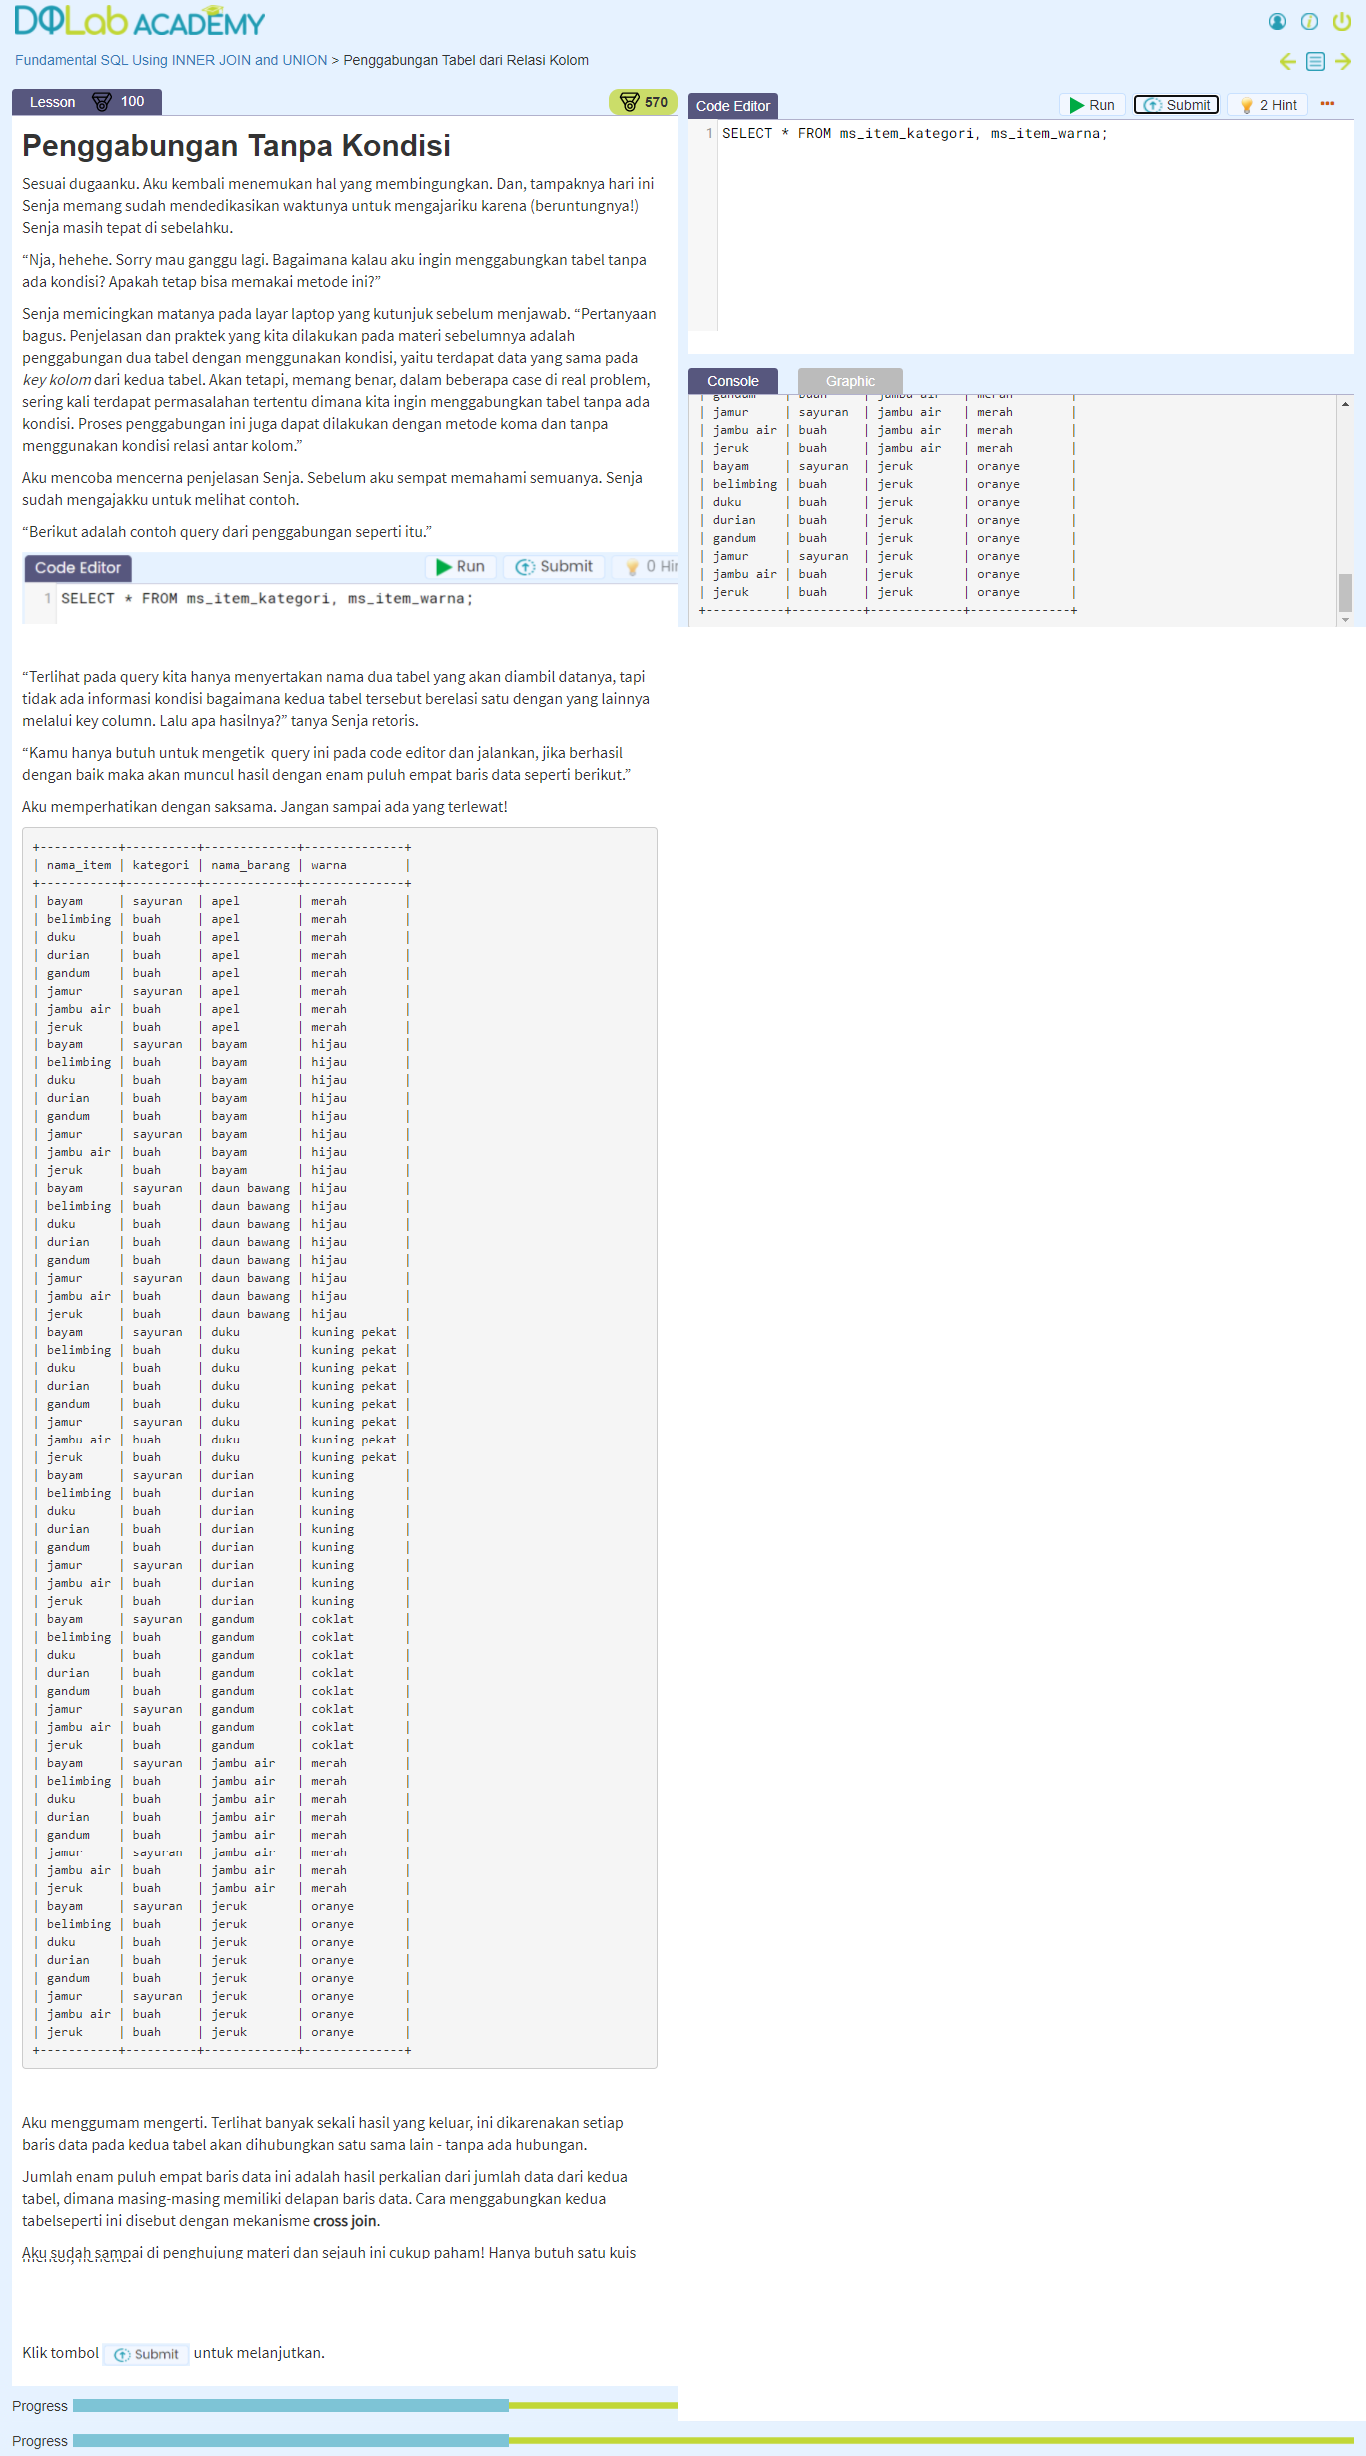 DQLab ACADEMY
Fundamental SQL Using INNER JOIN and UNION > Penggabungan Tabel dari Relasi Kolom
Lesson 100
570
Penggabungan Tanpa Kondisi
Sesuai dugaanku. Aku kembali menemukan hal yang membingungkan. Dan, tampaknya hari ini
Senja memang sudah mendedikasikan waktunya untuk mengajariku karena (beruntungnya!)
Senja masih tepat di sebelahku.
“Nja, hehehe. Sorry mau ganggu lagi. Bagaimana kalau aku ingin menggabungkan tabel tanpa
ada kondisi? Apakah tetap bisa memakai metode ini?”
Senja memicingkan matanya pada layar laptop yang kutunjuk sebelum menjawab. “Pertanyaan
bagus. Penjelasan dan praktek yang kita dilakukan pada materi sebelumnya adalah
penggabungan dua tabel dengan menggunakan kondisi, yaitu terdapat data yang sama pada
key kolom dari kedua tabel. Akan tetapi, memang benar, dalam beberapa case di real problem,
sering kali terdapat permasalahan tertentu dimana kita ingin menggabungkan tabel tanpa ada
kondisi. Proses penggabungan ini juga dapat dilakukan dengan metode koma dan tanpa
menggunakan kondisi relasi antar kolom.”
Aku mencoba mencerna penjelasan Senja. Sebelum aku sempat memahami semuanya. Senja
sudah mengajakku untuk melihat contoh.
“Berikut adalah contoh query dari penggabungan seperti itu.”
Code Editor Run Submit 0 Hi
1 SELECT * FROM ms_item_kategori, ms_item_warna;
“Terlihat pada query kita hanya menyertakan nama dua tabel yang akan diambil datanya, tapi
tidak ada informasi kondisi bagaimana kedua tabel tersebut berelasi satu dengan yang lainnya
melalui key column. Lalu apa hasilnya?” tanya Senja retoris.
“Kamu hanya butuh untuk mengetik  query ini pada code editor dan jalankan, jika berhasil
dengan baik maka akan muncul hasil dengan enam puluh empat baris data seperti berikut.”
Aku memperhatikan dengan saksama. Jangan sampai ada yang terlewat!
+-----------+----------+-------------+--------------+
| nama_item | kategori | nama_barang | warna        |
+-----------+----------+-------------+--------------+
| bayam     | sayuran  | apel        | merah        |
| belimbing | buah     | apel        | merah        |
| duku      | buah     | apel        | merah        |
| durian    | buah     | apel        | merah        |
| gandum    | buah     | apel        | merah        |
| jamur     | sayuran  | apel        | merah        |
| jambu air | buah     | apel        | merah        |
| jeruk     | buah     | apel        | merah        |
| bayam     | sayuran  | bayam       | hijau        |
| belimbing | buah     | bayam       | hijau        |
| duku      | buah     | bayam       | hijau        |
| durian    | buah     | bayam       | hijau        |
| gandum    | buah     | bayam       | hijau        |
| jamur     | sayuran  | bayam       | hijau        |
| jambu air | buah     | bayam       | hijau        |
| jeruk     | buah     | bayam       | hijau        |
| bayam     | sayuran  | daun bawang | hijau        |
| belimbing | buah     | daun bawang | hijau        |
| duku      | buah     | daun bawang | hijau        |
| durian    | buah     | daun bawang | hijau        |
| gandum    | buah     | daun bawang | hijau        |
| jamur     | sayuran  | daun bawang | hijau        |
| jambu air | buah     | daun bawang | hijau        |
| jeruk     | buah     | daun bawang | hijau        |
| bayam     | sayuran  | duku        | kuning pekat |
| belimbing | buah     | duku        | kuning pekat |
| duku      | buah     | duku        | kuning pekat |
| durian    | buah     | duku        | kuning pekat |
| gandum    | buah     | duku        | kuning pekat |
| jamur     | sayuran  | duku        | kuning pekat |
| jambu air | buah     | duku        | kuning pekat |
| jeruk     | buah     | duku        | kuning pekat |
| bayam     | sayuran  | durian      | kuning       |
| belimbing | buah     | durian      | kuning       |
| duku      | buah     | durian      | kuning       |
| durian    | buah     | durian      | kuning       |
| gandum    | buah     | durian      | kuning       |
| jamur     | sayuran  | durian      | kuning       |
| jambu air | buah     | durian      | kuning       |
| jeruk     | buah     | durian      | kuning       |
| bayam     | sayuran  | gandum      | coklat       |
| belimbing | buah     | gandum      | coklat       |
| duku      | buah     | gandum      | coklat       |
| durian    | buah     | gandum      | coklat       |
| gandum    | buah     | gandum      | coklat       |
| jamur     | sayuran  | gandum      | coklat       |
| jambu air | buah     | gandum      | coklat       |
| jeruk     | buah     | gandum      | coklat       |
| bayam     | sayuran  | jambu air   | merah        |
| belimbing | buah     | jambu air   | merah        |
| duku      | buah     | jambu air   | merah        |
| durian    | buah     | jambu air   | merah        |
| gandum    | buah     | jambu air   | merah        |
| jamur     | sayuran  | jambu air   | merah        |
| jambu air | buah     | jambu air   | merah        |
| jeruk     | buah     | jambu air   | merah        |
| bayam     | sayuran  | jeruk       | oranye       |
| belimbing | buah     | jeruk       | oranye       |
| duku      | buah     | jeruk       | oranye       |
| durian    | buah     | jeruk       | oranye       |
| gandum    | buah     | jeruk       | oranye       |
| jamur     | sayuran  | jeruk       | oranye       |
| jambu air | buah     | jeruk       | oranye       |
| jeruk     | buah     | jeruk       | oranye       |
+-----------+----------+-------------+--------------+
Aku menggumam mengerti. Terlihat banyak sekali hasil yang keluar, ini dikarenakan setiap
baris data pada kedua tabel akan dihubungkan satu sama lain - tanpa ada hubungan.
Jumlah enam puluh empat baris data ini adalah hasil perkalian dari jumlah data dari kedua
tabel, dimana masing-masing memiliki delapan baris data. Cara menggabungkan kedua
tabelseperti ini disebut dengan mekanisme cross join.
Aku sudah sampai di penghujung materi dan sejauh ini cukup paham! Hanya butuh satu kuis
Klik tombol Submit untuk melanjutkan.
Progress
Progress
Code Editor Run Submit 2 Hint
1 SELECT * FROM ms_item_kategori, ms_item_warna;
Console Graphic
| gandum    | buah     | jambu air   | merah        |
| jamur     | sayuran  | jambu air   | merah        |
| jambu air | buah     | jambu air   | merah        |
| jeruk     | buah     | jambu air   | merah        |
| bayam     | sayuran  | jeruk       | oranye       |
| belimbing | buah     | jeruk       | oranye       |
| duku      | buah     | jeruk       | oranye       |
| durian    | buah     | jeruk       | oranye       |
| gandum    | buah     | jeruk       | oranye       |
| jamur     | sayuran  | jeruk       | oranye       |
| jambu air | buah     | jeruk       | oranye       |
| jeruk     | buah     | jeruk       | oranye       |
+-----------+----------+-------------+--------------+